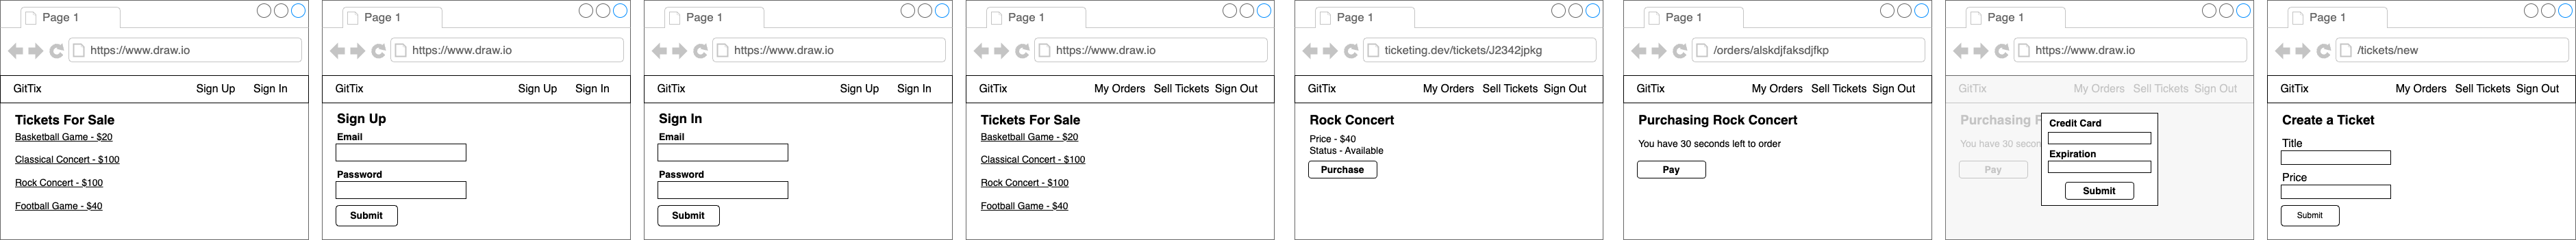 Page 1
https://www.draw.io
GitTix Sign Up Sign In
Tickets For Sale
Basketball Game - $20
Classical Concert - $100
Rock Concert - $100
Football Game - $40
Page 1
https://www.draw.io
GitTix Sign Up Sign In
Sign Up
Email
Password
Submit
Page 1
https://www.draw.io
GitTix Sign Up Sign In
Sign In
Email
Password
Submit
Page 1
https://www.draw.io
GitTix My Orders Sell Tickets Sign Out
Tickets For Sale
Basketball Game - $20
Classical Concert - $100
Rock Concert - $100
Football Game - $40
Page 1
ticketing.dev/tickets/J2342jpkg
GitTix My Orders Sell Tickets Sign Out
Rock Concert
Price - $40
Status - Available
Purchase
Page 1
/orders/alskdjfaksdjfkp
GitTix My Orders Sell Tickets Sign Out
Purchasing Rock Concert
You have 30 seconds left to order
Pay
Page 1
https://www.draw.io
GitTix My Orders Sell Tickets Sign Out
Purchasing R
You have 30 secon
Pay
Credit Card
Expiration
Submit
Page 1
/tickets/new
GitTix My Orders Sell Tickets Sign Out
Create a Ticket
Title
Price
Submit